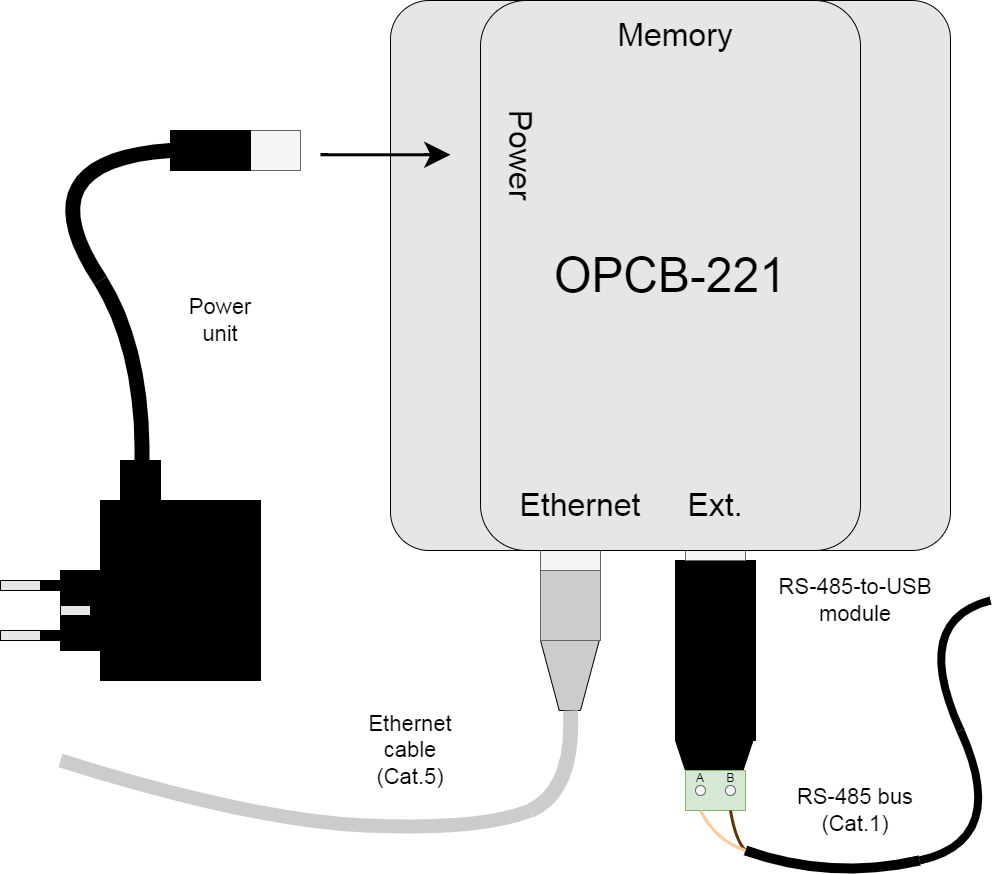 Memory
Power
OPCB-221
Power
unit
Ethernet
Ext.
RS-485-to-USB
module
Ethernet
cable
(Cat.5)
A
B
RS-485 bus
(Cat.1)